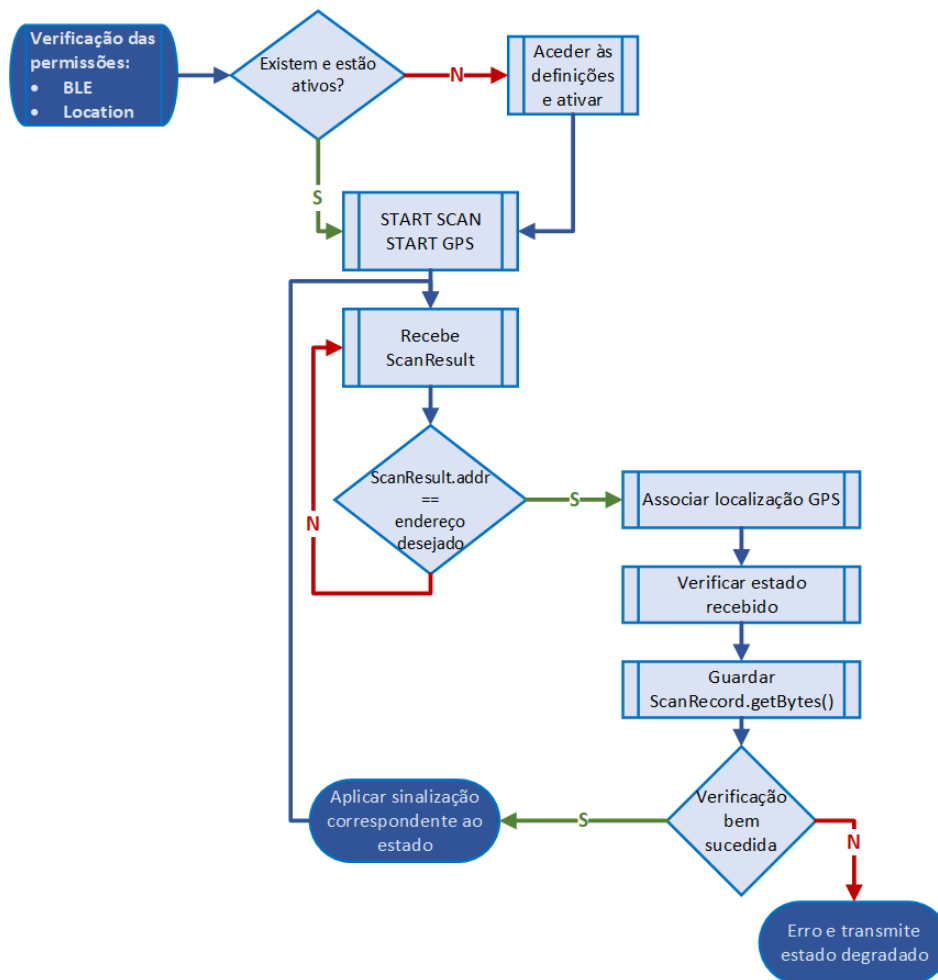 Verificação das
permissões:
• BLE
• Location
Existem e estão
ativos?
N
Aceder às
definições
e ativar
S
START SCAN
START GPS
Recebe
ScanResult
ScanResult.addr
==
endereço
desejado
N
S
Associar localização GPS
Verificar estado
recebido
Guardar
ScanRecord.getBytes()
Verificação
bem
sucedida
S
Aplicar sinalização
correspondente ao
estado
N
Erro e transmite
estado degradado